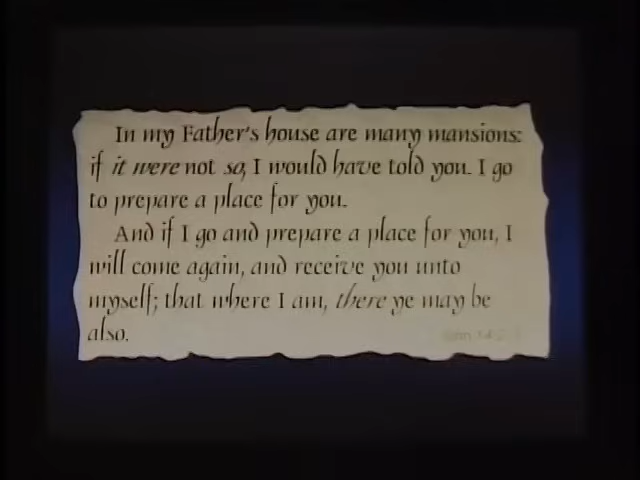 In my Father's house are many mansions:
if it were not so, I would have told you. I go
to prepare a place for you.
And if I go and prepare a place for you, I
will come again, and receive you unto
myself; that where I am, there ye may be
also.